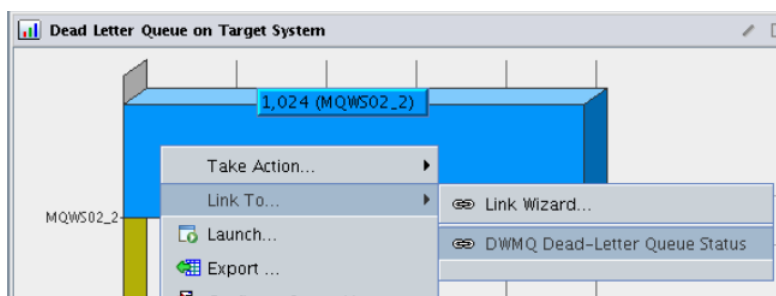 Dead Letter Queue on Target System
1,024 (MQWS02_2)
Take Action...
Link To...
Link Wizard...
MQWS02_2
Launch...
DWMQ Dead-Letter Queue Status
Export ...